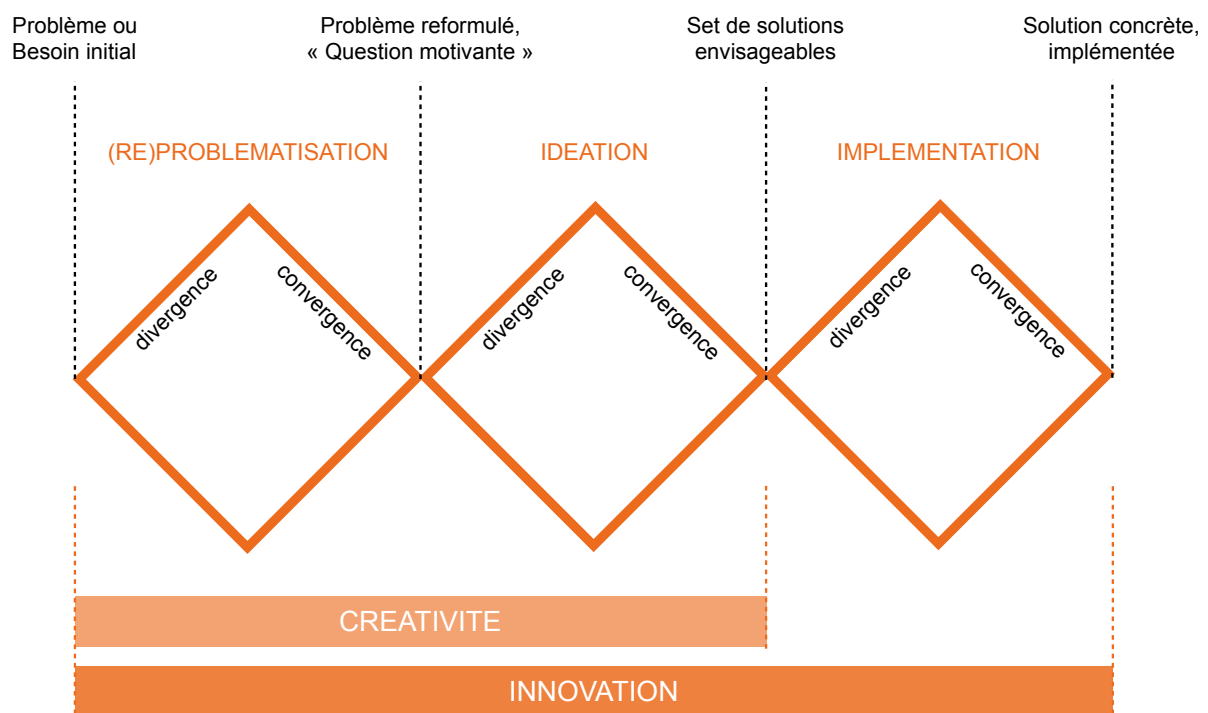 Problème ou
Besoin initial
Problème reformulé,
« Question motivante »
Set de solutions
envisageables
Solution concrète,
implémentée
(RE)PROBLEMATISATION
IDEATION
IMPLEMENTATION
divergence
convergence
divergence
convergence
divergence
convergence
CREATIVITE
INNOVATION